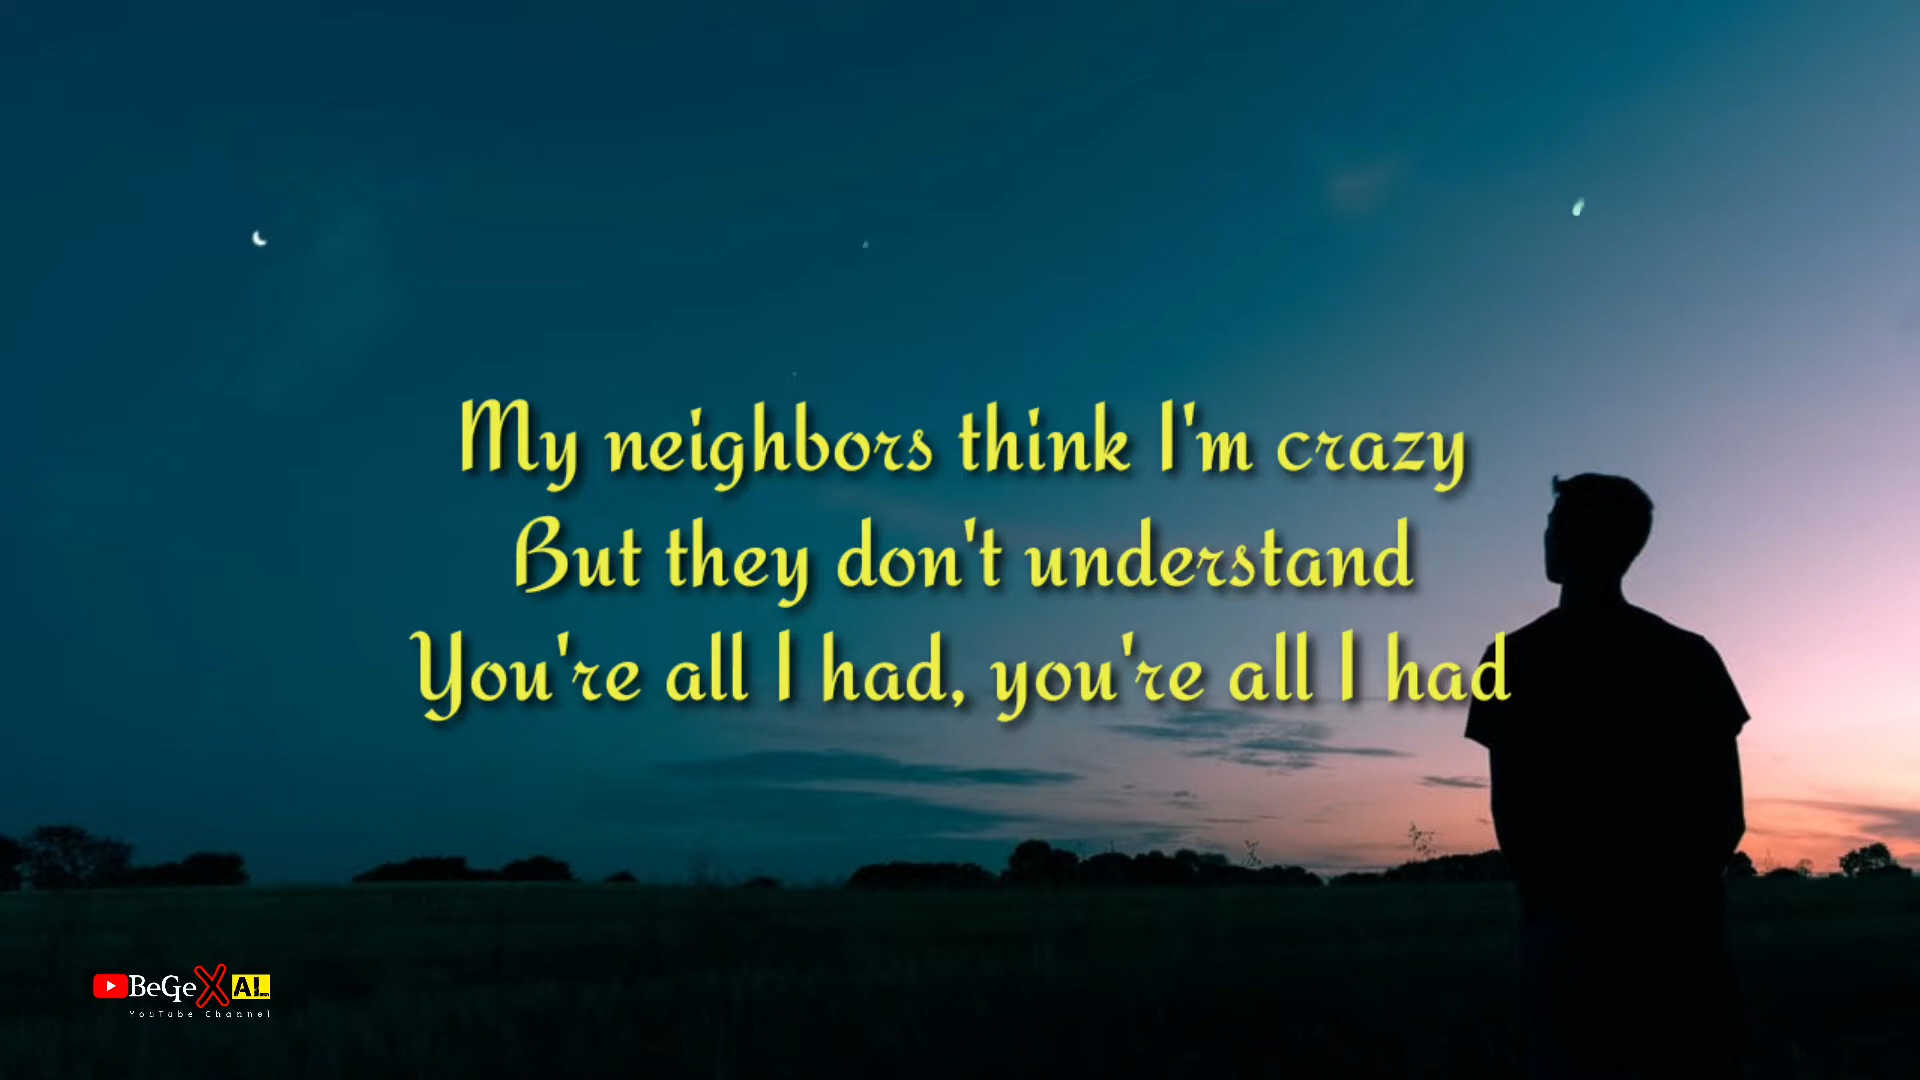 My neighbors think I'm crazy
But they don't understand
You're all I had, you're all I had
BeGeXAL
YouTube Channel